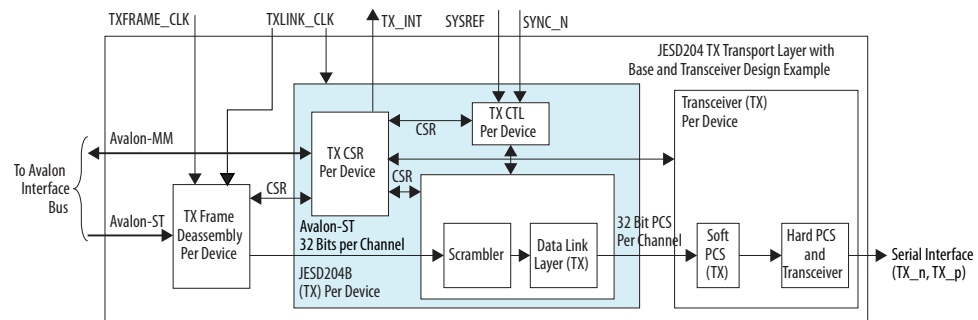 TXFRAME_CLK
TXLINK_CLK
TX_INT
SYSREF
SYNC_N
JESD204 TX Transport Layer with
Base and Transceiver Design Example
Transceiver (TX)
Per Device
TX CTL
Per Device
CSR
TX CSR
Per Device
Avalon-MM
To Avalon
Interface
Bus
CSR
CSR
Avalon-ST
TX Frame
Deassembly
Per Device
Avalon-ST
32 Bits per Channel
32 Bit PCS
Per Channel
Scrambler
Data Link
Layer (TX)
Soft
PCS
(TX)
Hard PCS
and
Transceiver
Serial Interface
(TX_n, TX_p)
JESD204B
(TX) Per Device